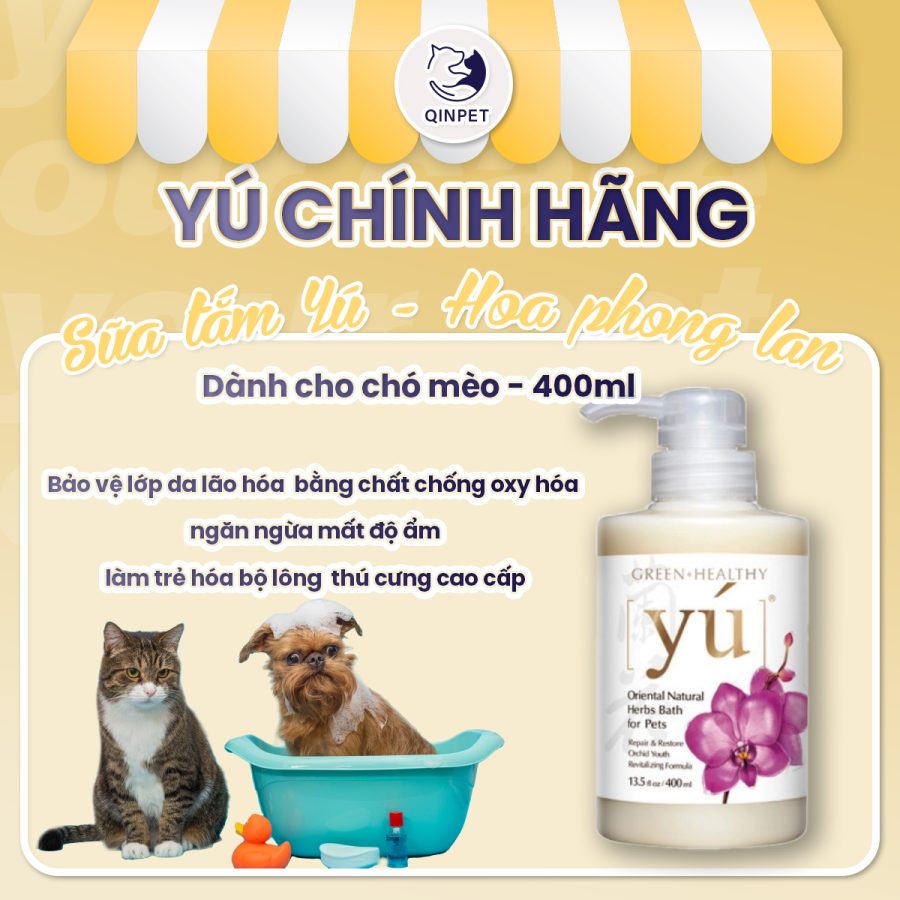 QINPET
YÚ CHÍNH HÃNG
Sữa tắm Yú - Hoa phong lan
Dành cho chó mèo - 400ml
Bảo vệ lớp da lão hóa bằng chất chống oxy hóa
ngăn ngừa mất độ ẩm
làm trẻ hóa bộ lông thú cưng cao cấp
GREEN+HEALTHY
[yú]®
Oriental Natural
Herbs Bath
for Pets
Repair & Restore
Orchid Youth
Revitalizing Formula
13.5 fl oz / 400 ml